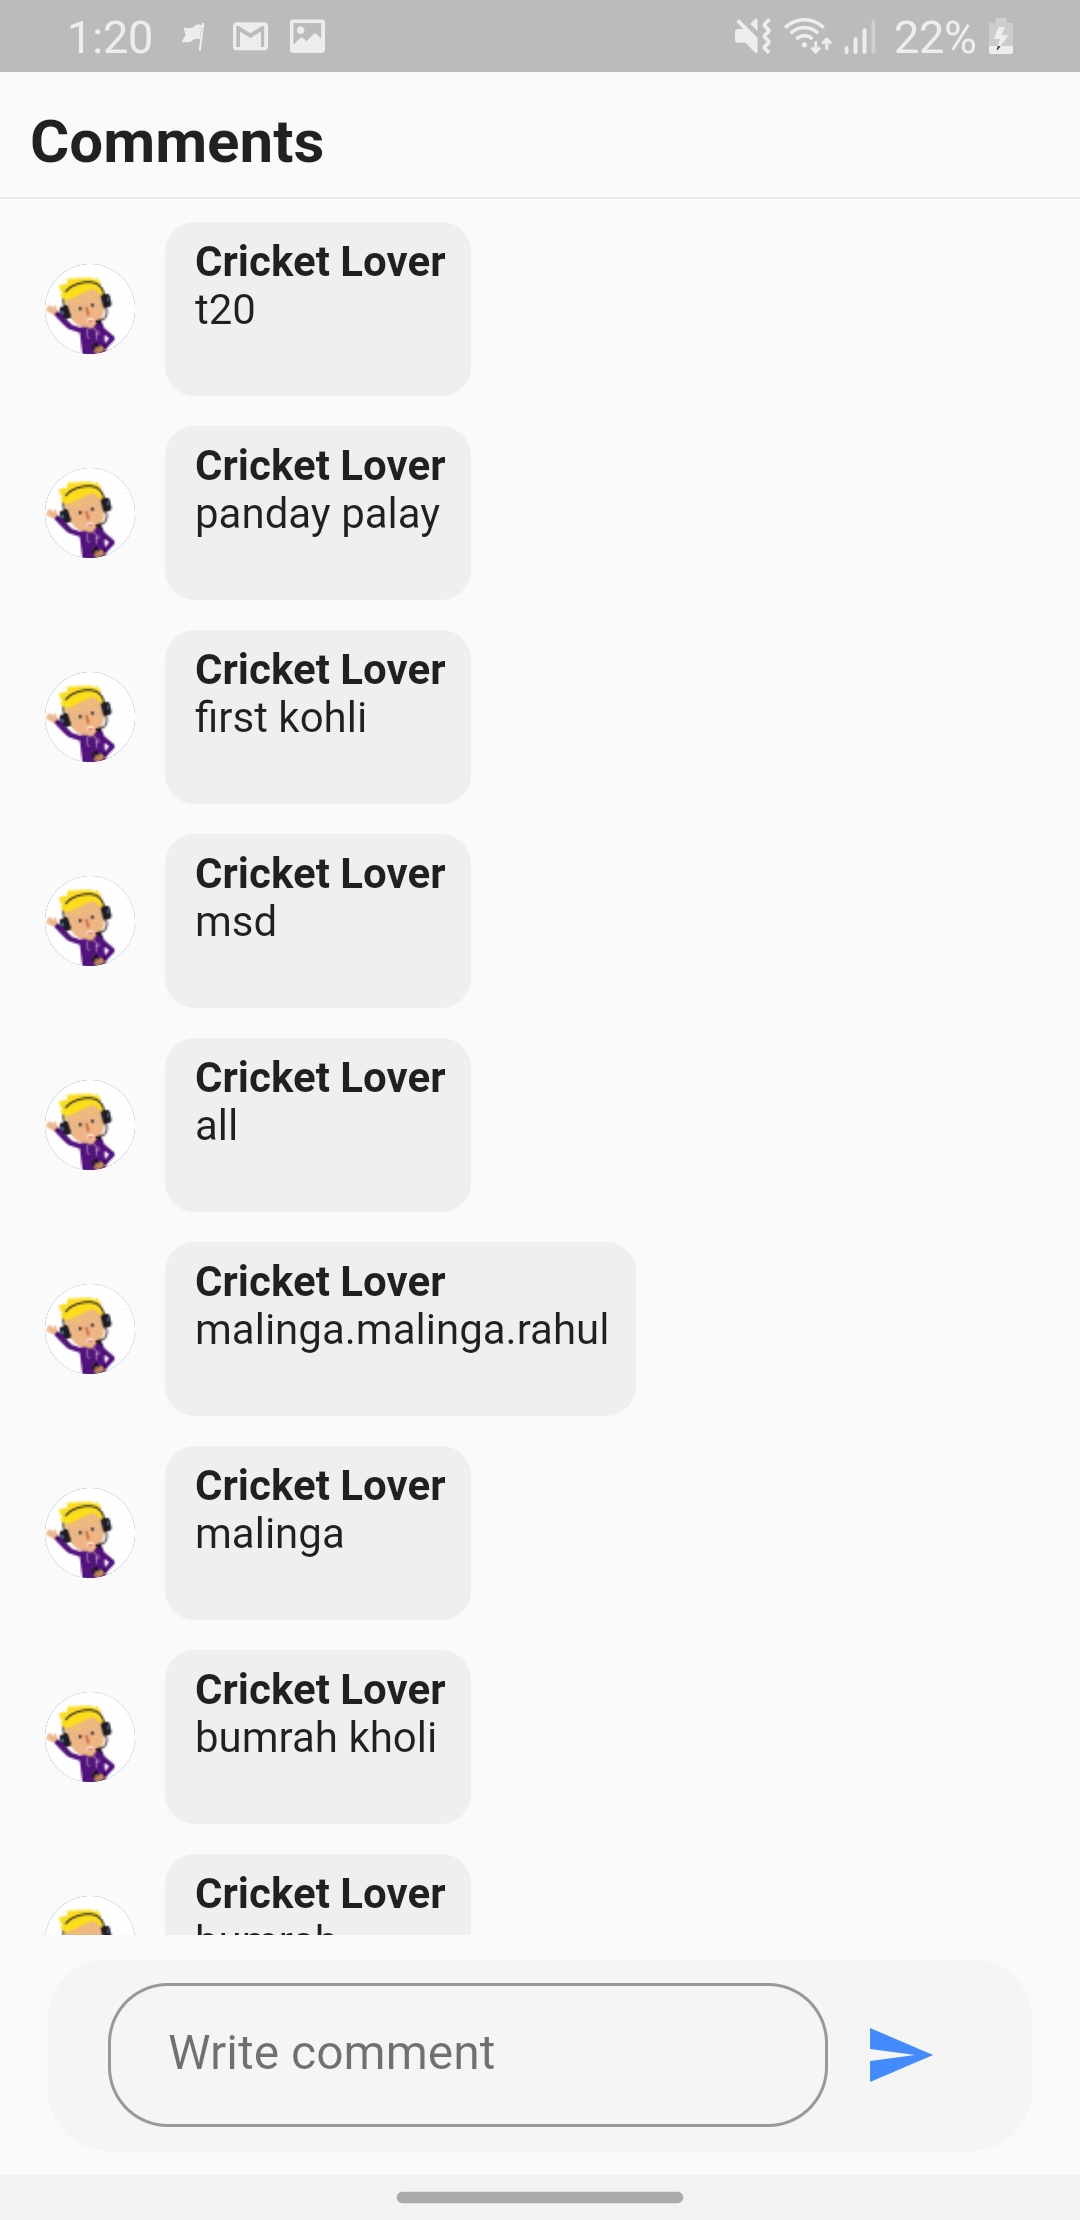 1:20
22%
Comments
Cricket Lover
t20
Cricket Lover
panday palay
Cricket Lover
first kohli
Cricket Lover
msd
Cricket Lover
all
Cricket Lover
malinga.malinga.rahul
Cricket Lover
malinga
Cricket Lover
bumrah kholi
Cricket Lover
Write comment